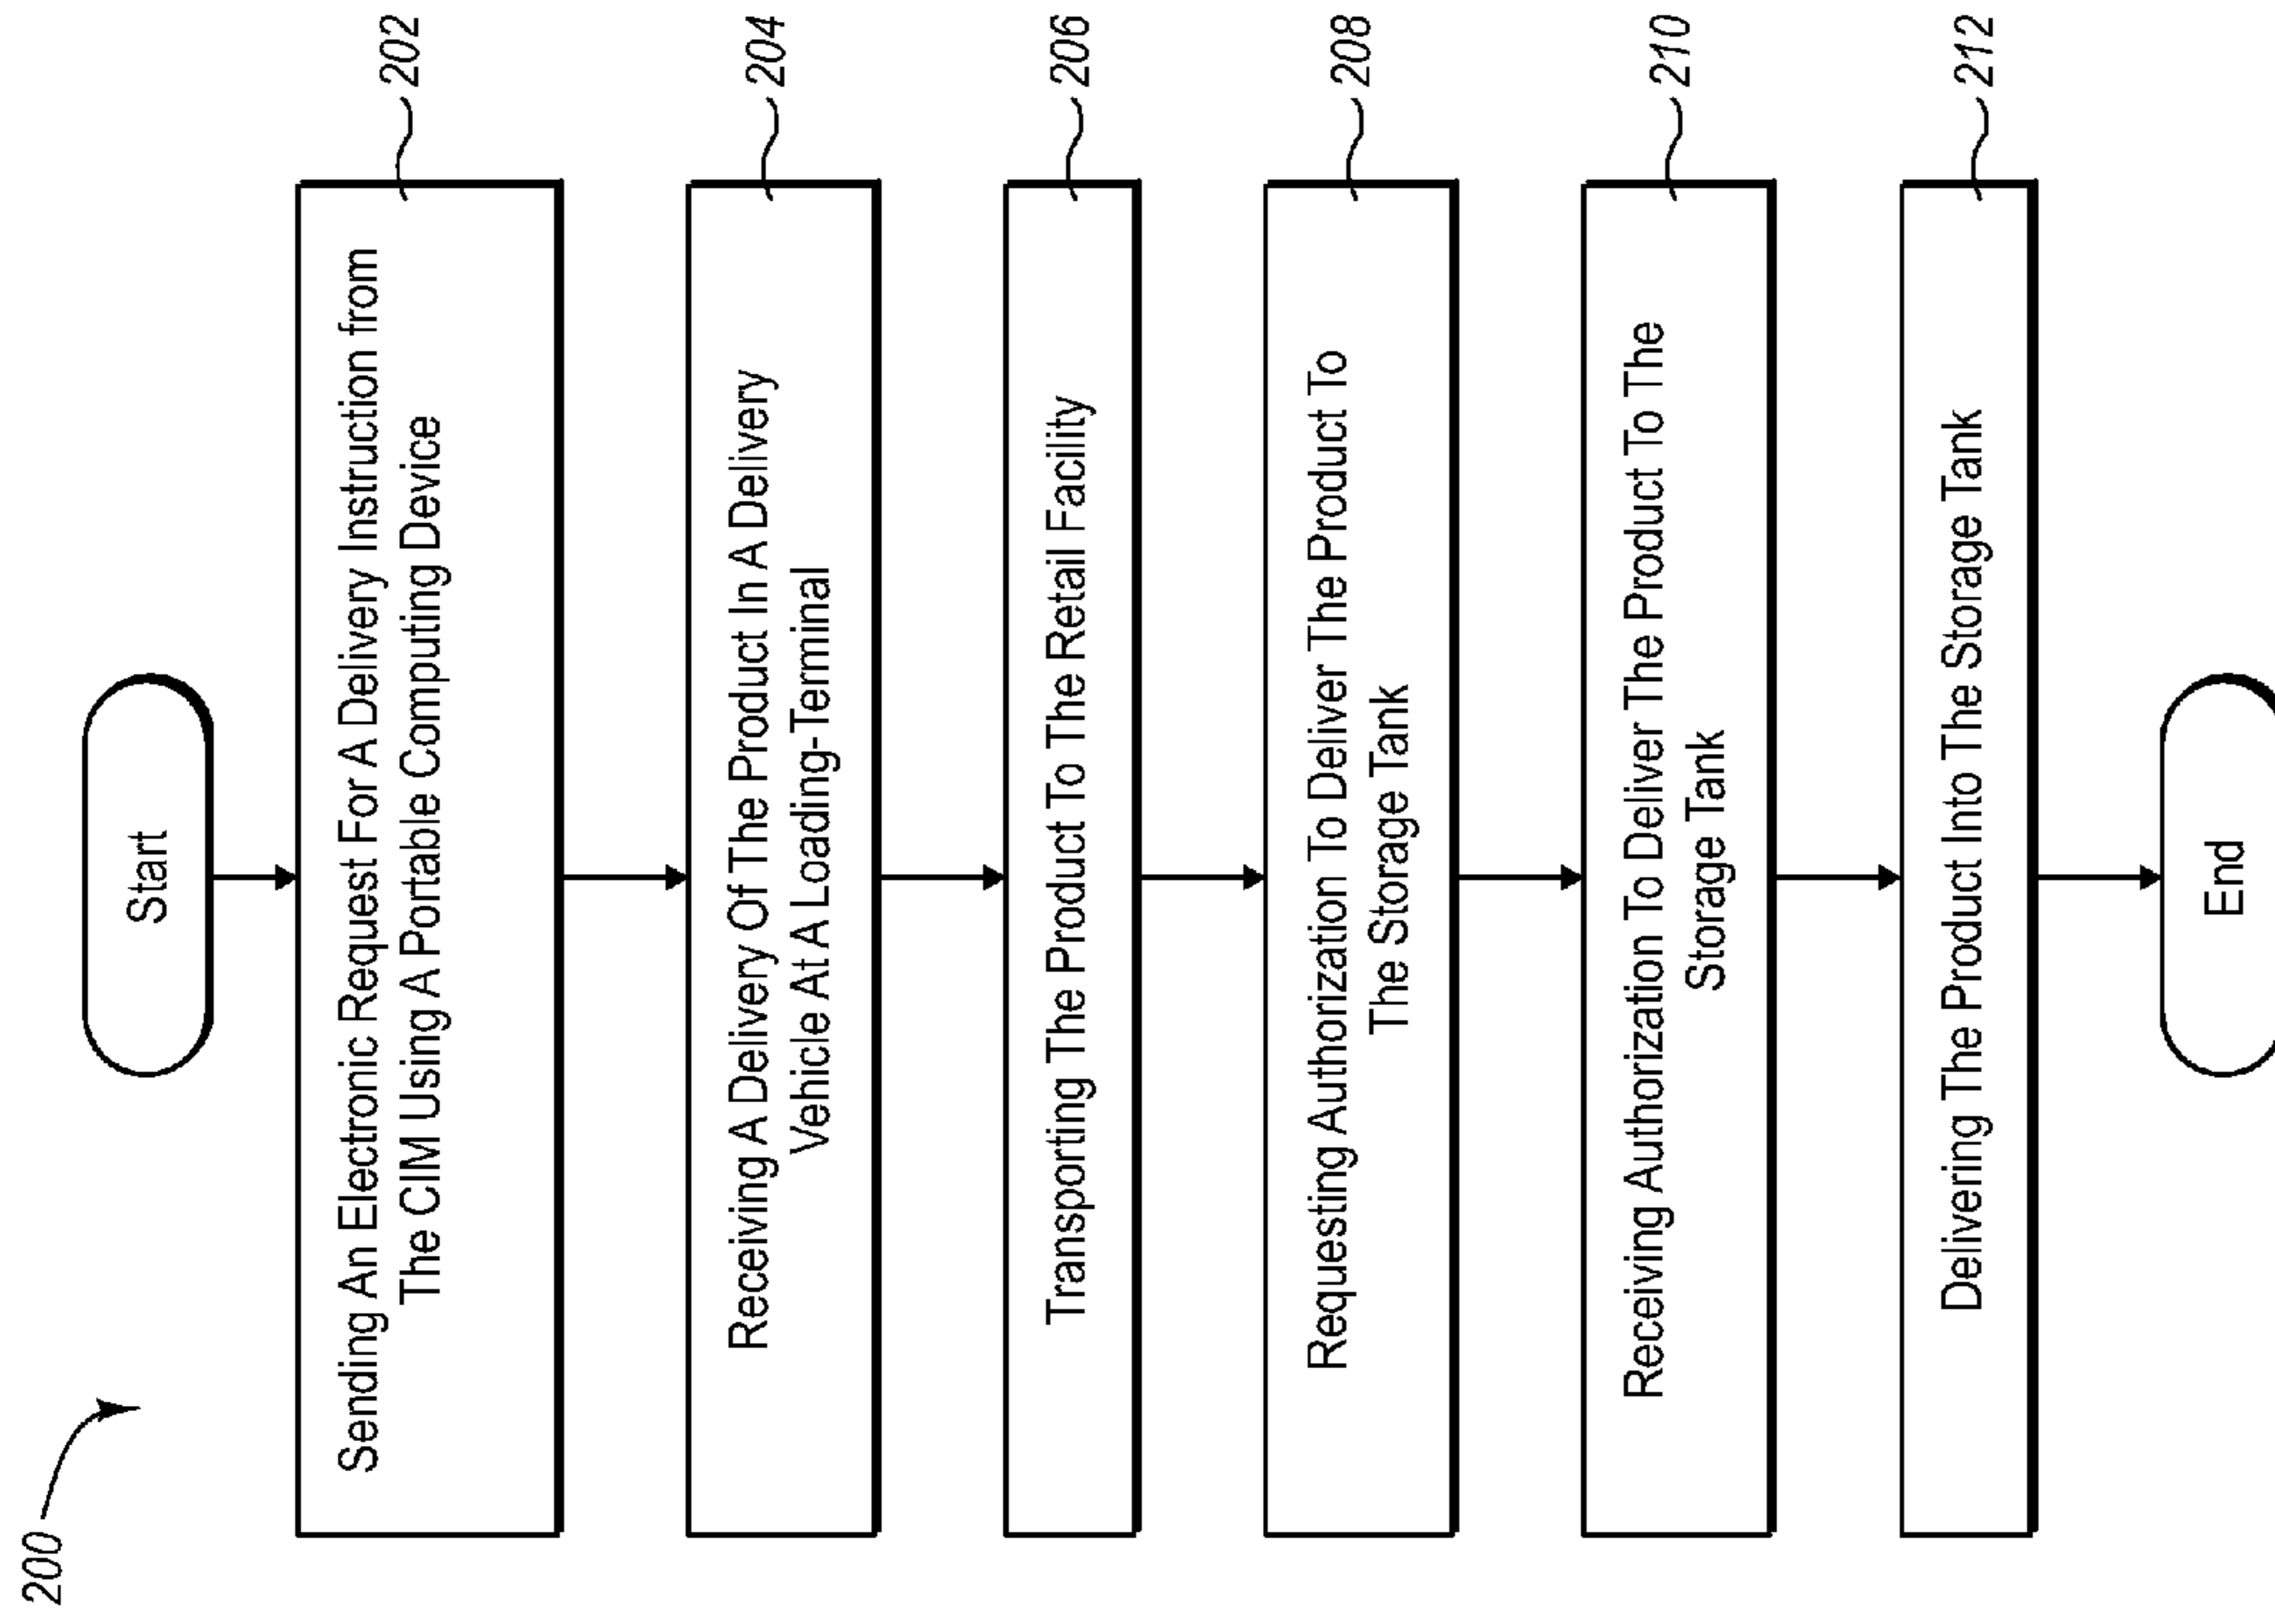 200
Start
Sending An Electronic Request For A Delivery Instruction from
The CIM Using A Portable Computing Device
202
Receiving A Delivery Of The Product In A Delivery
Vehicle At A Loading-Terminal
204
Transporting The Product To The Retail Facility
206
Requesting Authorization To Deliver The Product To
The Storage Tank
208
Receiving Authorization To Deliver The Product To The
Storage Tank
210
Delivering The Product Into The Storage Tank
212
End